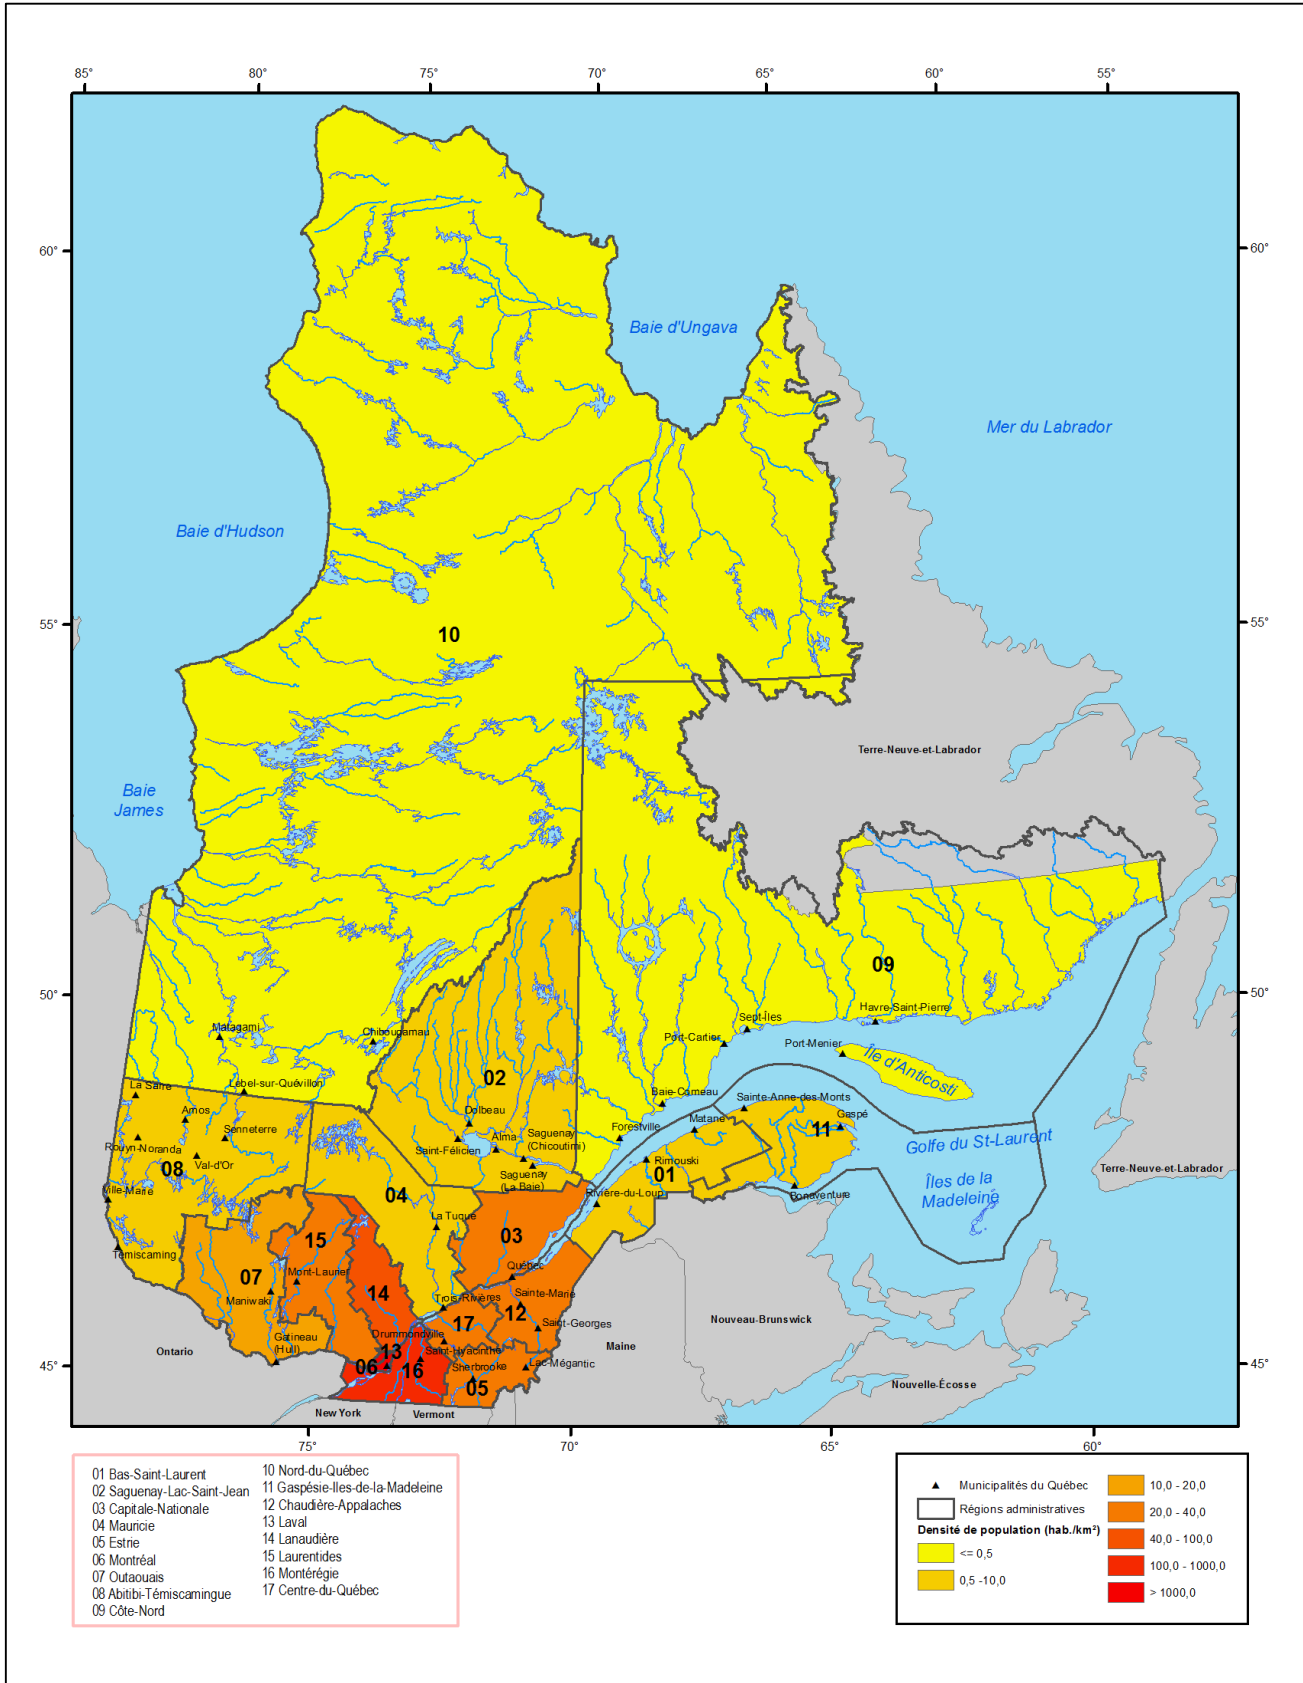 85°
80°
75°
70°
65°
60°
55°
60°
60°
Baie d'Ungava
Mer du Labrador
Baie d'Hudson
55°
10
55°
Terre-Neuve-et-Labrador
Baie
James
09
50°
50°
Havre-Saint-Pierre
Sept-Îles
Matagami
Chibougamau
Port-Cartier
Port-Menier
Île d'Anticosti
02
La Sarre
Lebel-sur-Quévillon
Baie-Comeau
Sainte-Anne-des-Monts
Amos
Senneterre
Dolbeau
Forestville
Matane
Gaspé
11
Rouyn-Noranda
Val-d'Or
08
Saint-Félicien
Alma
Saguenay
(Chicoutimi)
Saguenay
(La Baie)
Rimouski
01
Golfe du St-Laurent
Terre-Neuve-et-Labrador
Ville-Marie
04
Rivière-du-Loup
Bonaventure
Îles de la
Madeleine
La Tuque
03
Témiscaming
15
07
Mont-Laurier
Maniwaki
14
Québec
Trois-Rivières
Sainte-Marie
12
17
Saint-Georges
Nouveau-Brunswick
Gatineau
(Hull)
Drummondville
Ontario
13
Saint-Hyacinthe
Maine
45°
06
16
Sherbrooke
Lac-Mégantic
45°
05
Nouvelle-Écosse
New York
Vermont
75°
70°
65°
60°
01 Bas-Saint-Laurent
02 Saguenay-Lac-Saint-Jean
03 Capitale-Nationale
04 Mauricie
05 Estrie
06 Montréal
07 Outaouais
08 Abitibi-Témiscamingue
09 Côte-Nord
10 Nord-du-Québec
11 Gaspésie-Iles-de-la-Madeleine
12 Chaudière-Appalaches
13 Laval
14 Lanaudière
15 Laurentides
16 Montérégie
17 Centre-du-Québec
Municipalités du Québec
Régions administratives
Densité de population (hab./km²)
<= 0,5
0,5 -10,0
10,0 - 20,0
20,0 - 40,0
40,0 - 100,0
100,0 - 1000,0
> 1000,0